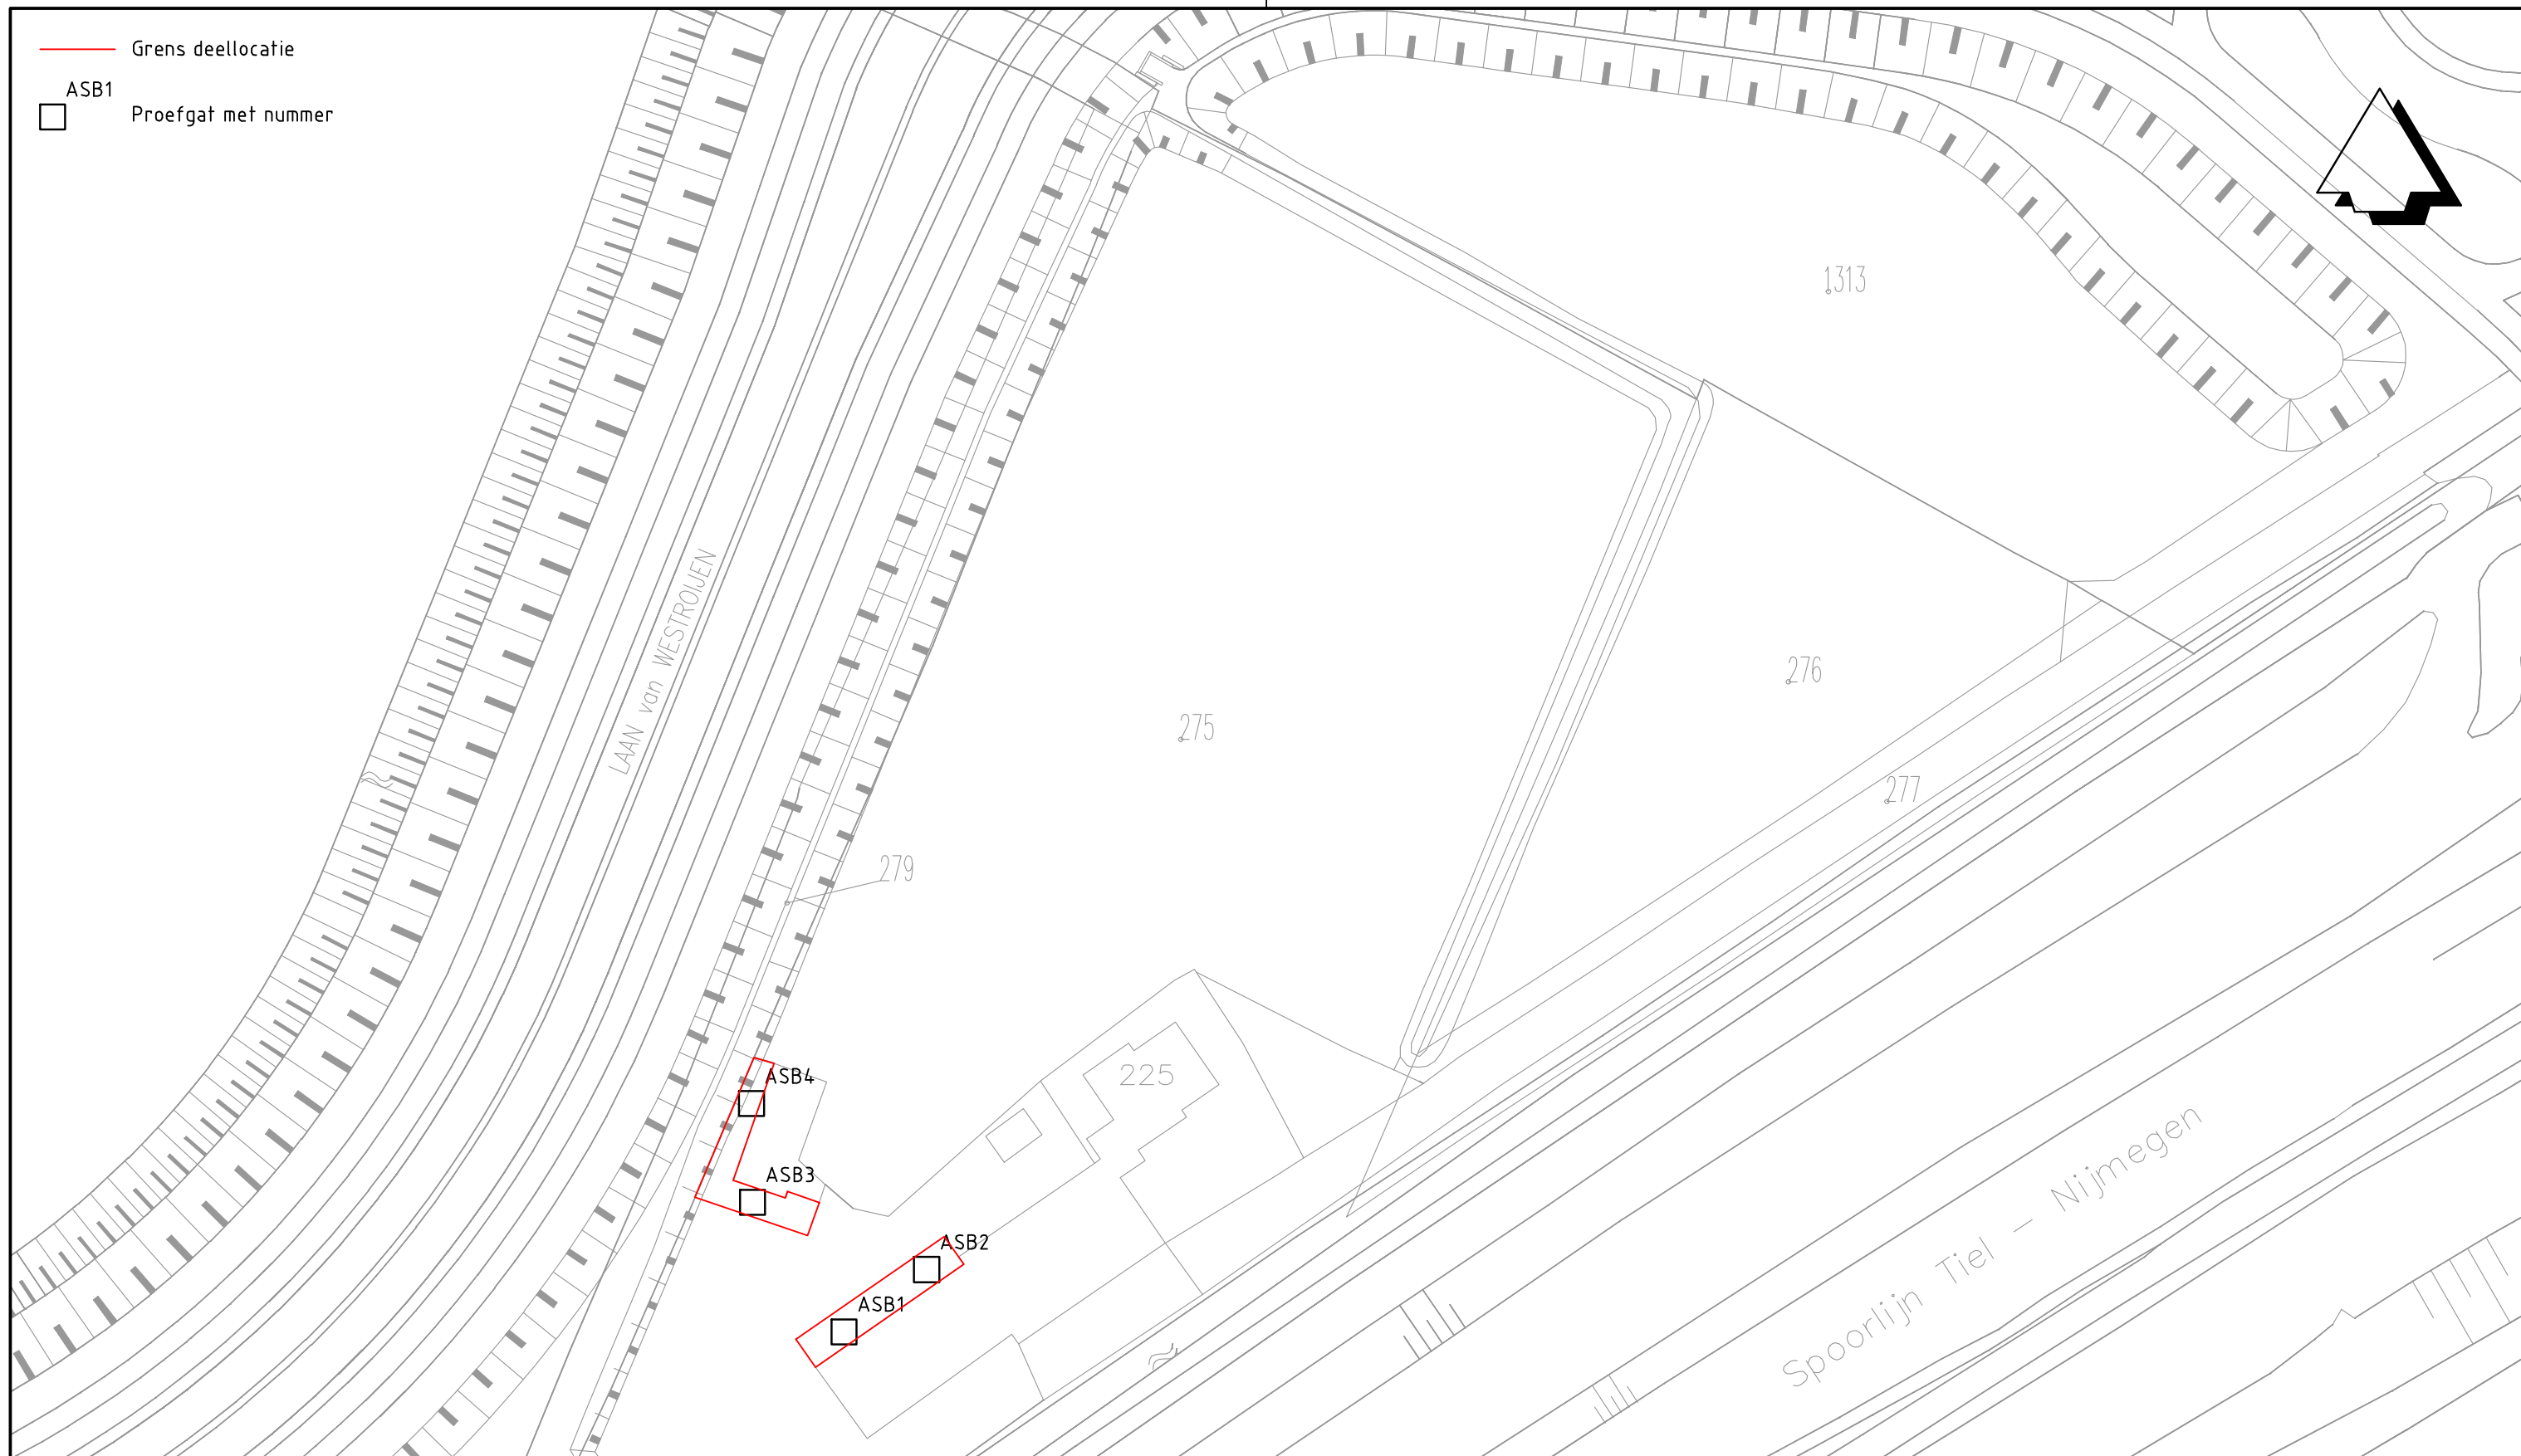 Grens deellocatie
ASB1
Proefgat met nummer
1313
LAAN van WESTROIJEN
276
275
277
279
225
ASB4
ASB3
ASB2
ASB1
Spoorlijn Tiel – Nijmegen